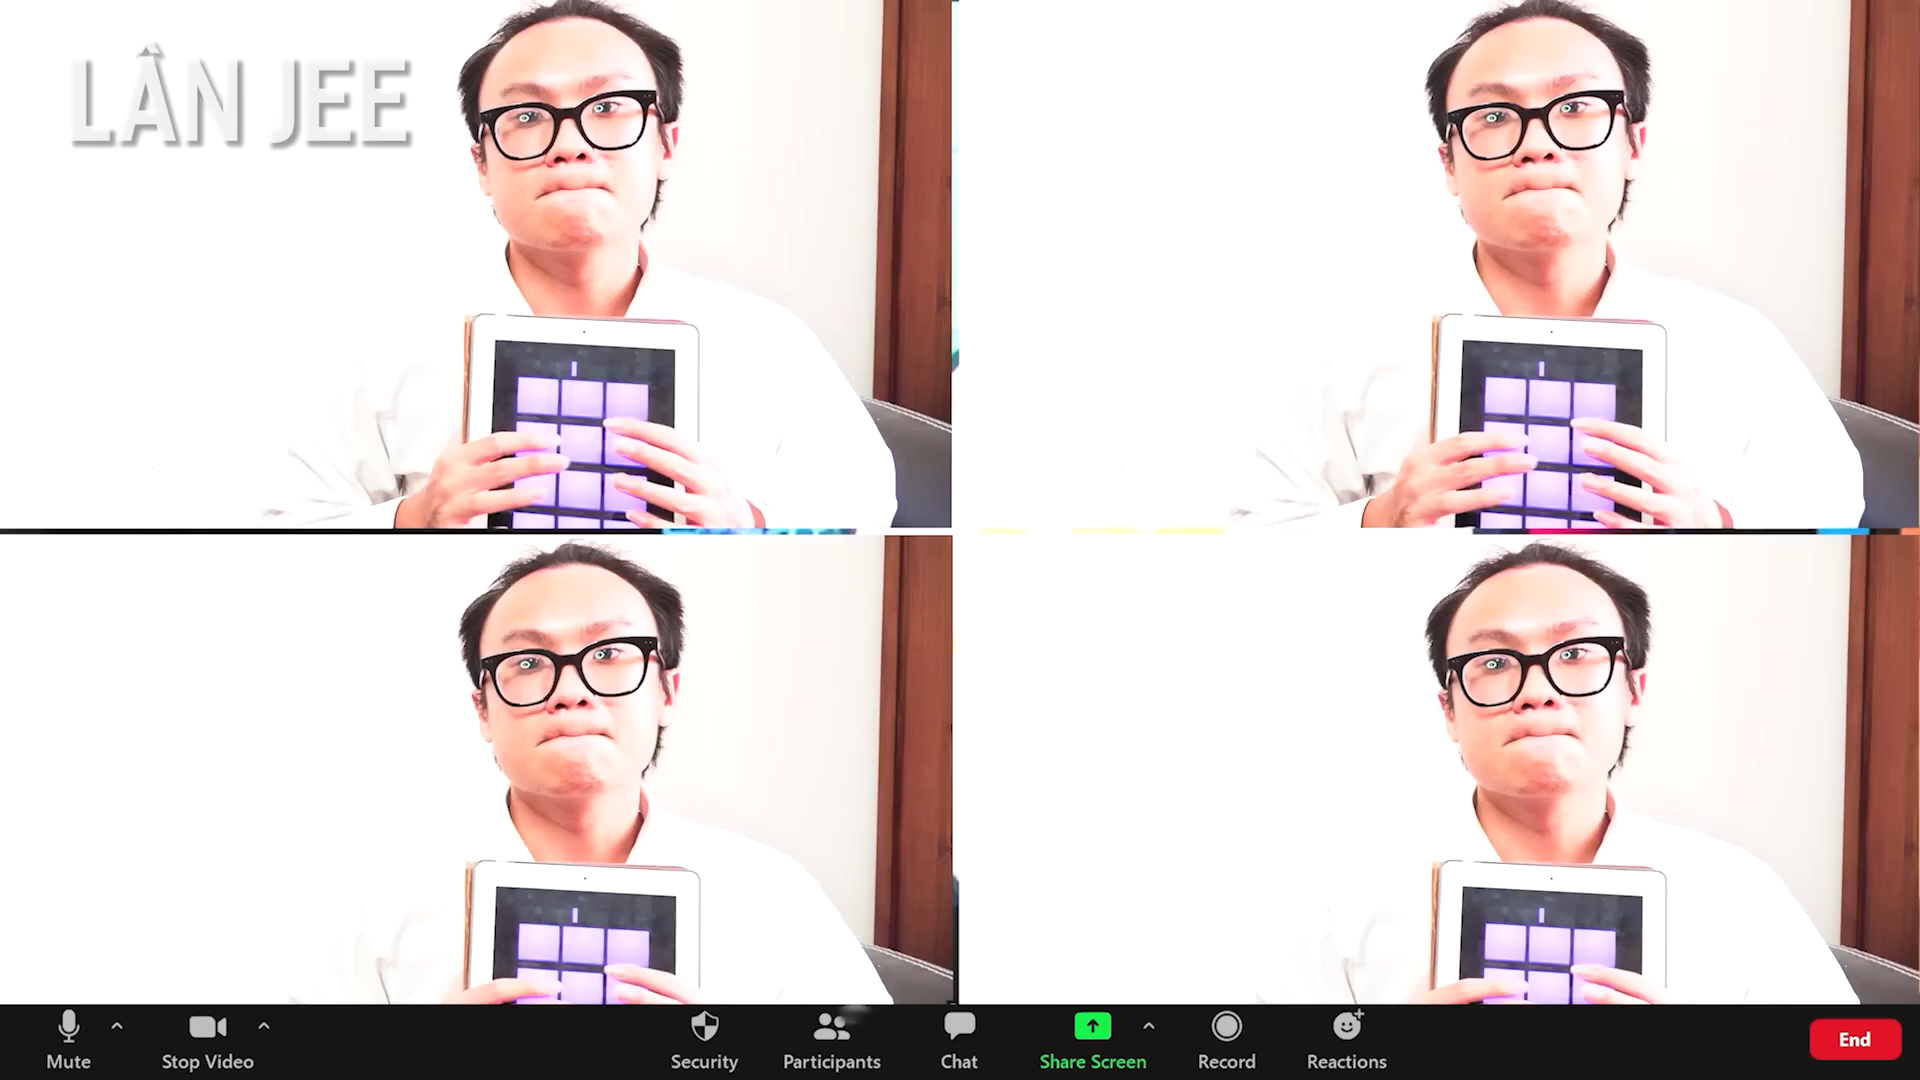 LÂN JEE
Mute
Stop Video
Security
Participants
Chat
Share Screen
Record
Reactions
End